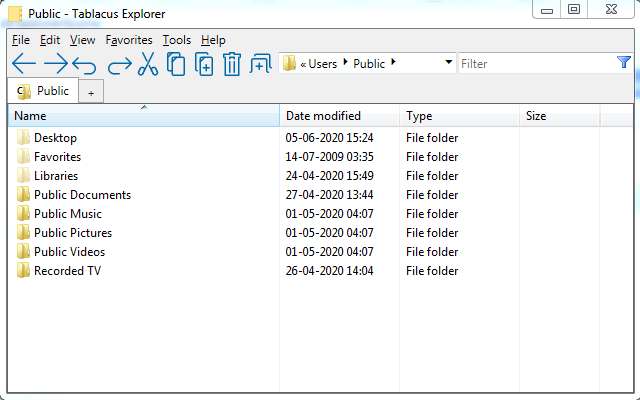 Public - Tablacus Explorer
File Edit View Favorites Tools Help
« Users Public Filter
C Public +
Name Date modified Type Size
Desktop 05-06-2020 15:24 File folder
Favorites 14-07-2009 03:35 File folder
Libraries 24-04-2020 15:49 File folder
Public Documents 27-04-2020 13:44 File folder
Public Music 01-05-2020 04:07 File folder
Public Pictures 01-05-2020 04:07 File folder
Public Videos 01-05-2020 04:07 File folder
Recorded TV 26-04-2020 14:04 File folder